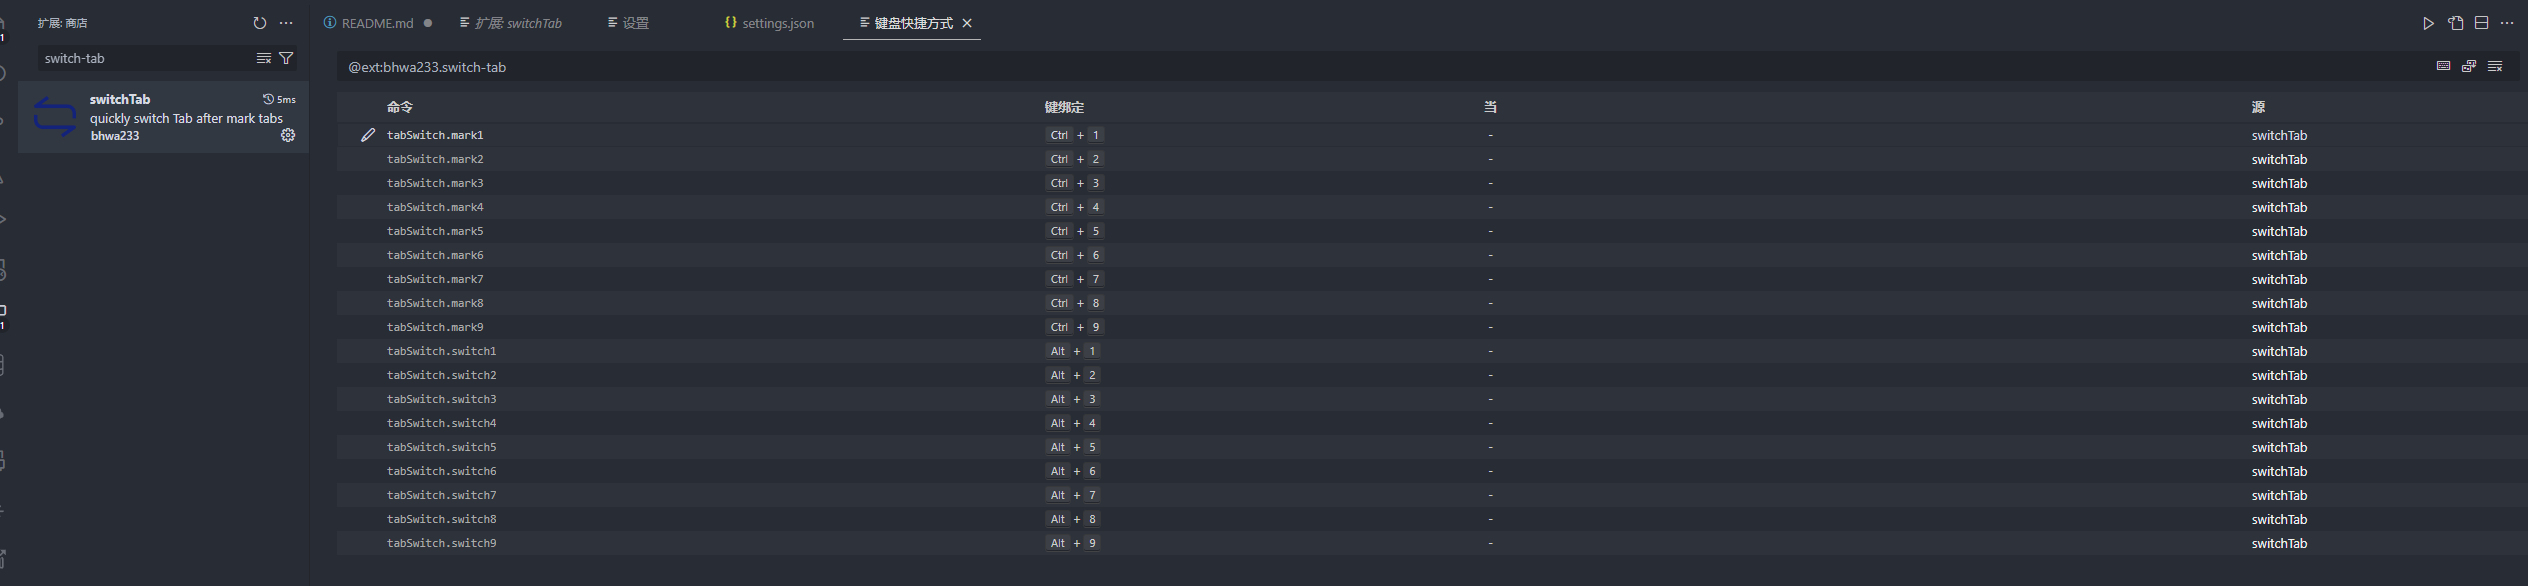 扩展: 商店
README.md
扩展: switchTab
设置
settings.json
键盘快捷方式
switch-tab
@ext:bhwa233.switch-tab
switchTab 5ms
quickly switch Tab after mark tabs
bhwa233
1
1
命令 键绑定 当 源
tabSwitch.mark1 Ctrl + 1 - switchTab
tabSwitch.mark2 Ctrl + 2 - switchTab
tabSwitch.mark3 Ctrl + 3 - switchTab
tabSwitch.mark4 Ctrl + 4 - switchTab
tabSwitch.mark5 Ctrl + 5 - switchTab
tabSwitch.mark6 Ctrl + 6 - switchTab
tabSwitch.mark7 Ctrl + 7 - switchTab
tabSwitch.mark8 Ctrl + 8 - switchTab
tabSwitch.mark9 Ctrl + 9 - switchTab
tabSwitch.switch1 Alt + 1 - switchTab
tabSwitch.switch2 Alt + 2 - switchTab
tabSwitch.switch3 Alt + 3 - switchTab
tabSwitch.switch4 Alt + 4 - switchTab
tabSwitch.switch5 Alt + 5 - switchTab
tabSwitch.switch6 Alt + 6 - switchTab
tabSwitch.switch7 Alt + 7 - switchTab
tabSwitch.switch8 Alt + 8 - switchTab
tabSwitch.switch9 Alt + 9 - switchTab